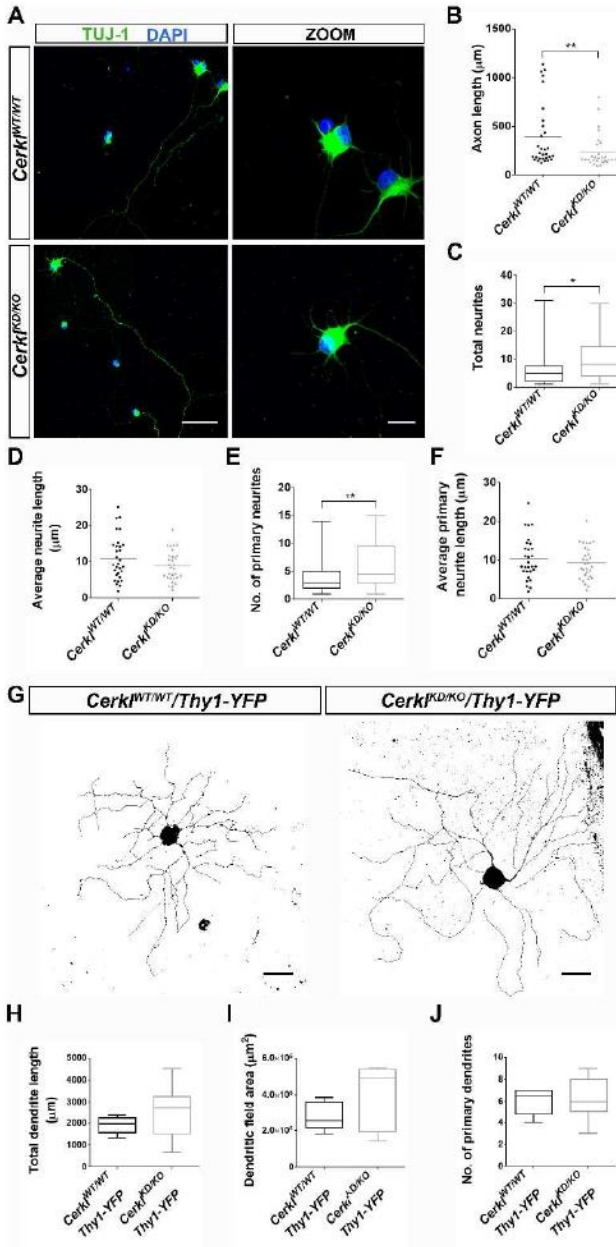 A
TUJ-1 DAPI
ZOOM
Cerkl^WT/WT
Cerkl^KD/KO
B
**
Axon length (μm)
1500
1000
500
0
Cerkl^WT/WT
Cerkl^KD/KO
C
*
Total neurites
40
30
20
10
0
Cerkl^WT/WT
Cerkl^KD/KO
D
Average neurite length
(μm)
30
20
10
0
Cerkl^WT/WT
Cerkl^KD/KO
E
**
No. of primary neurites
20
15
10
5
0
Cerkl^WT/WT
Cerkl^KD/KO
F
Average primary
neurite length (μm)
30
20
10
0
Cerkl^WT/WT
Cerkl^KD/KO
G
Cerkl^WT/WT/Thy1-YFP
Cerkl^KD/KO/Thy1-YFP
H
Total dendrite length
(μm)
5000
4000
3000
2000
1000
0
Cerkl^WT/WT
Thy1-YFP
Cerkl^KD/KO
Thy1-YFP
I
Dendritic field area (μm²)
0
Cerkl^WT/WT
Thy1-YFP
Cerkl^KD/KO
Thy1-YFP
J
No. of primary dendrites
10
8
6
4
2
0
Cerkl^WT/WT
Thy1-YFP
Cerkl^KD/KO
Thy1-YFP